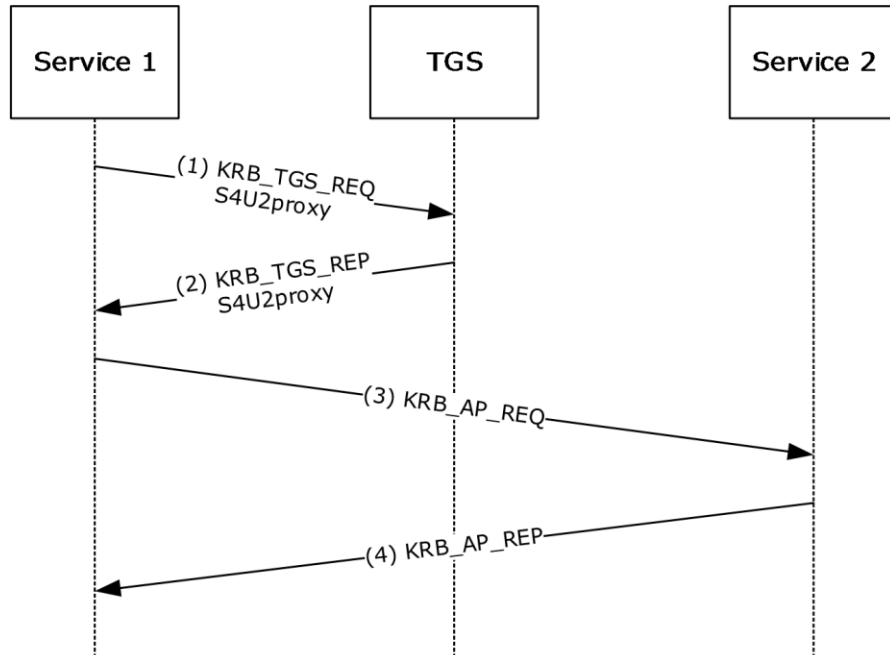 Service 1
TGS
Service 2
(1) KRB_TGS_REQ
S4U2proxy
(2) KRB_TGS_REP
S4U2proxy
(3) KRB_AP_REQ
(4) KRB_AP_REP